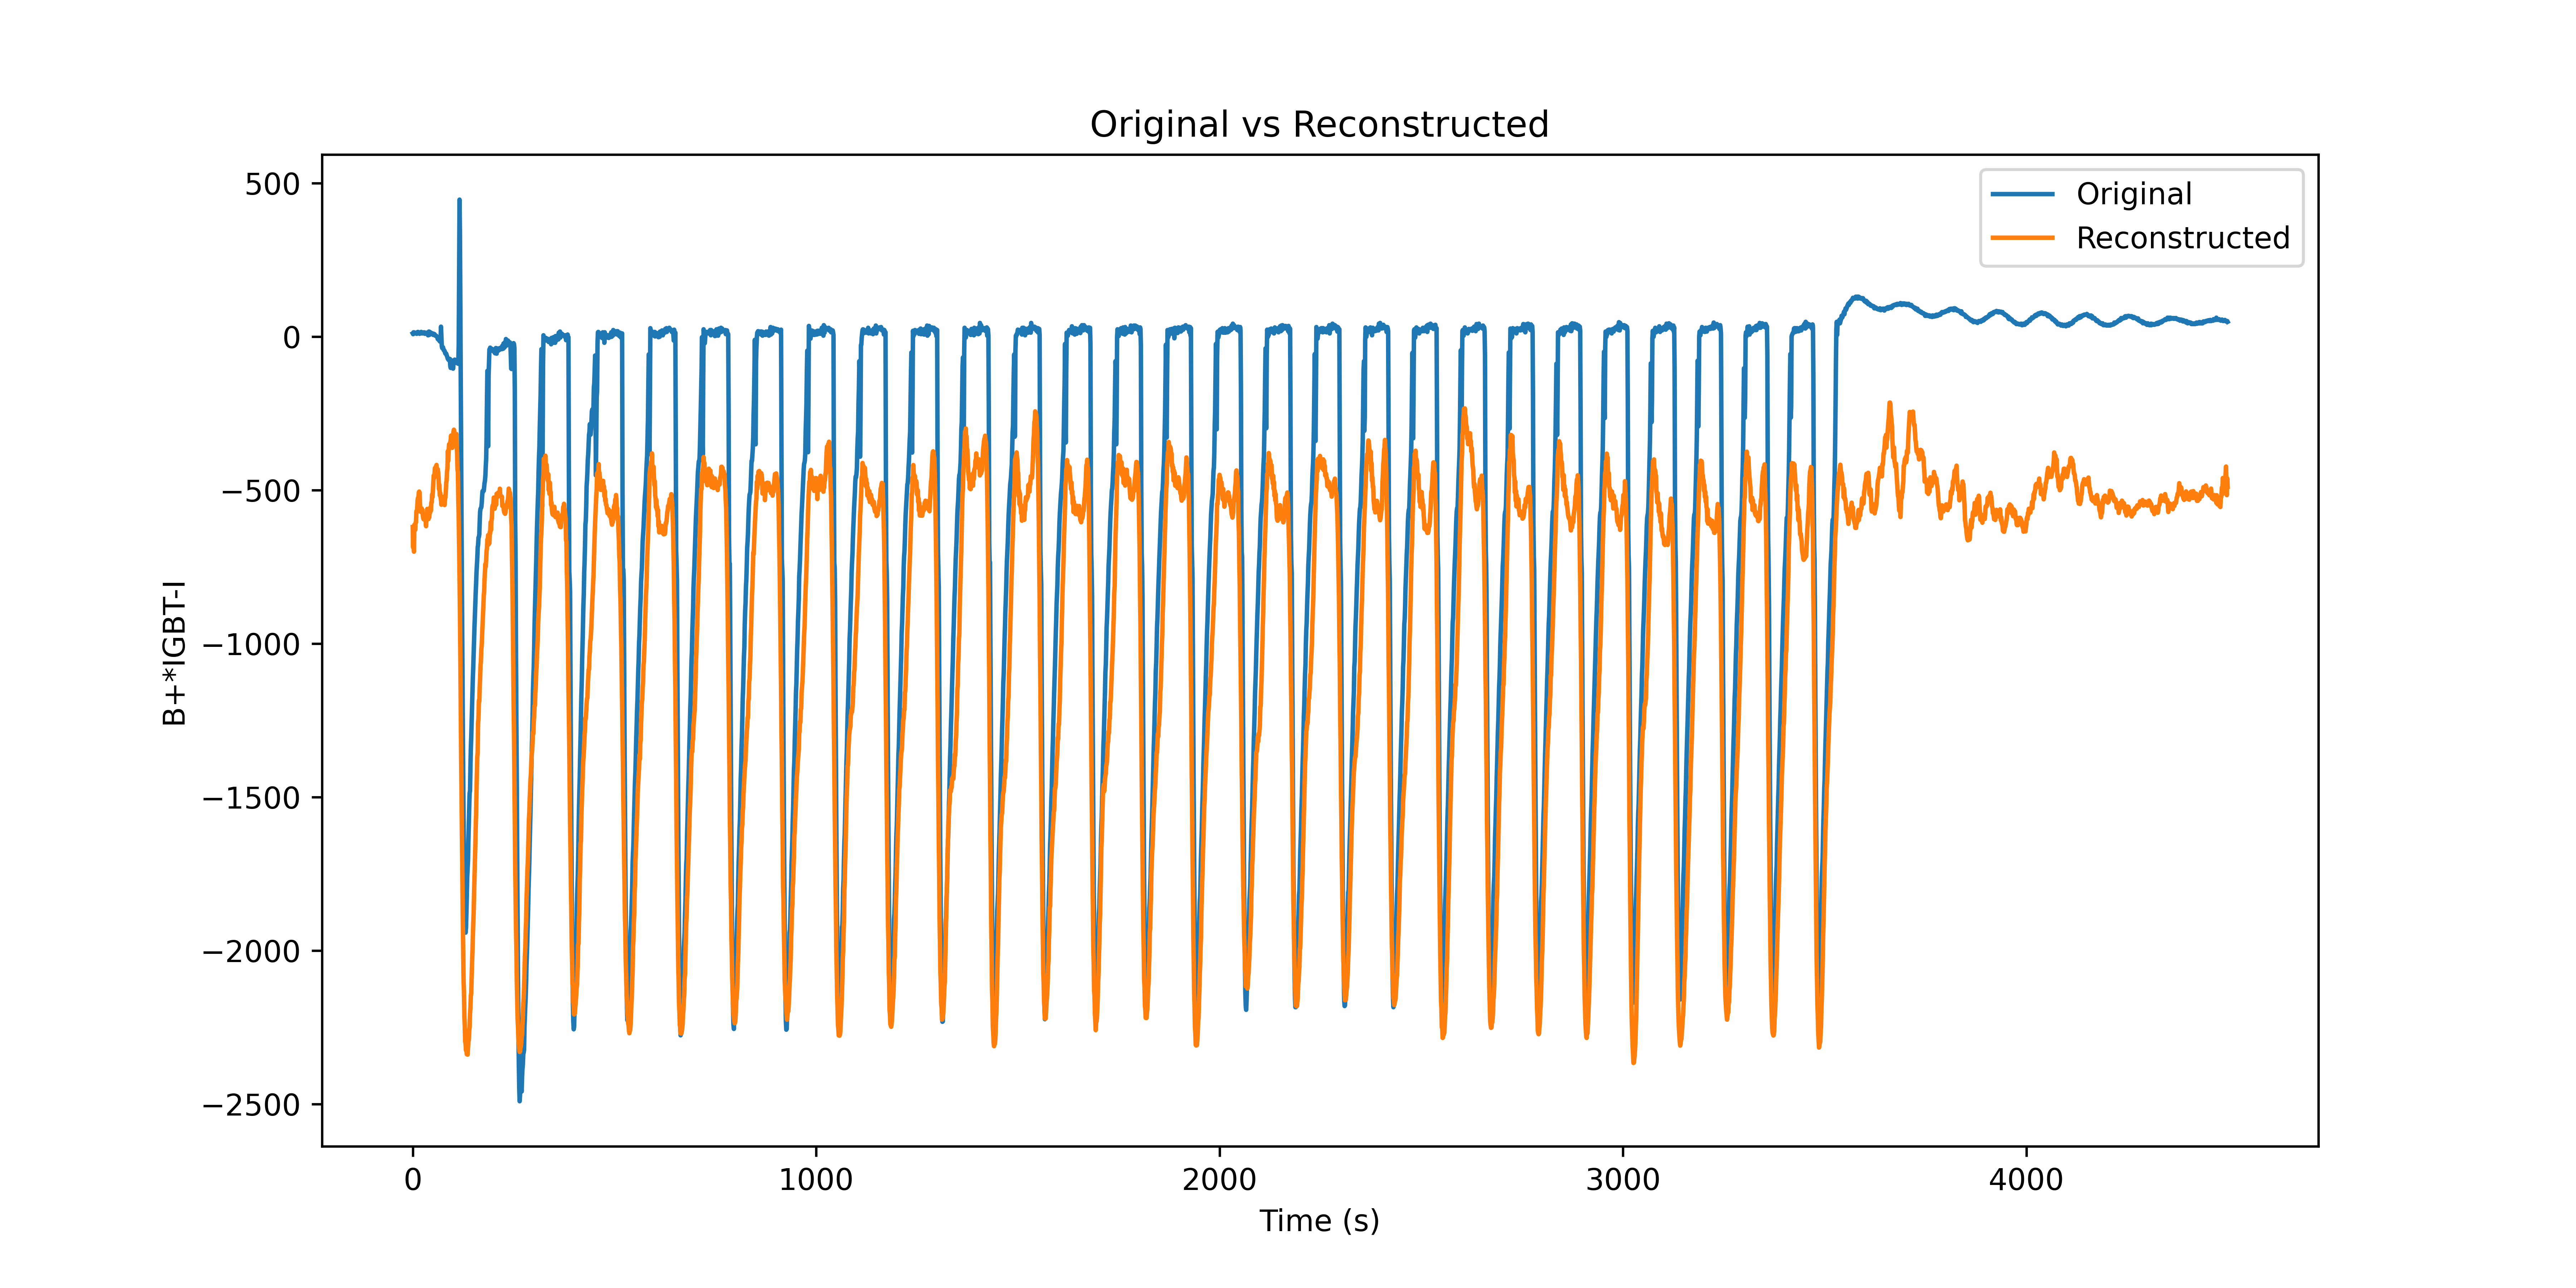 Original vs Reconstructed
Original
Reconstructed
500
0
−500
−1000
−1500
−2000
−2500
B+*IGBT-I
0 1000 2000 3000 4000
Time (s)